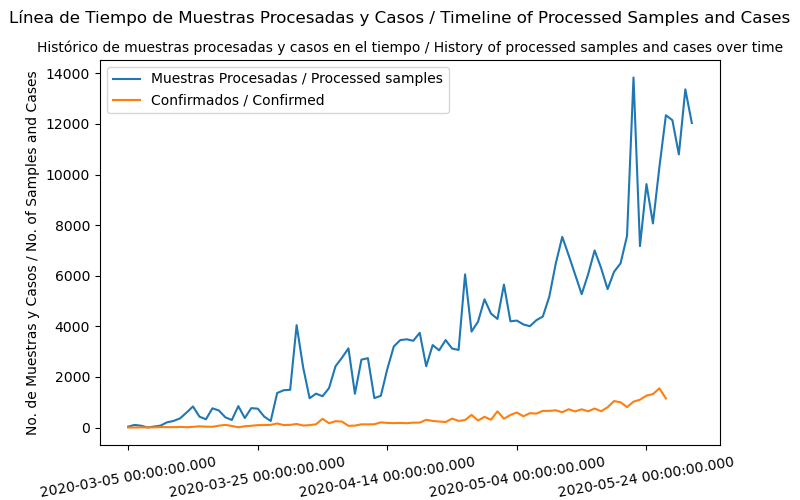 Línea de Tiempo de Muestras Procesadas y Casos / Timeline of Processed Samples and Cases
Histórico de muestras procesadas y casos en el tiempo / History of processed samples and cases over time
Muestras Procesadas / Processed samples
Confirmados / Confirmed
No. de Muestras y Casos / No. of Samples and Cases
14000
12000
10000
8000
6000
4000
2000
0
2020-03-05 00:00:00.000
2020-03-25 00:00:00.000
2020-04-14 00:00:00.000
2020-05-04 00:00:00.000
2020-05-24 00:00:00.000